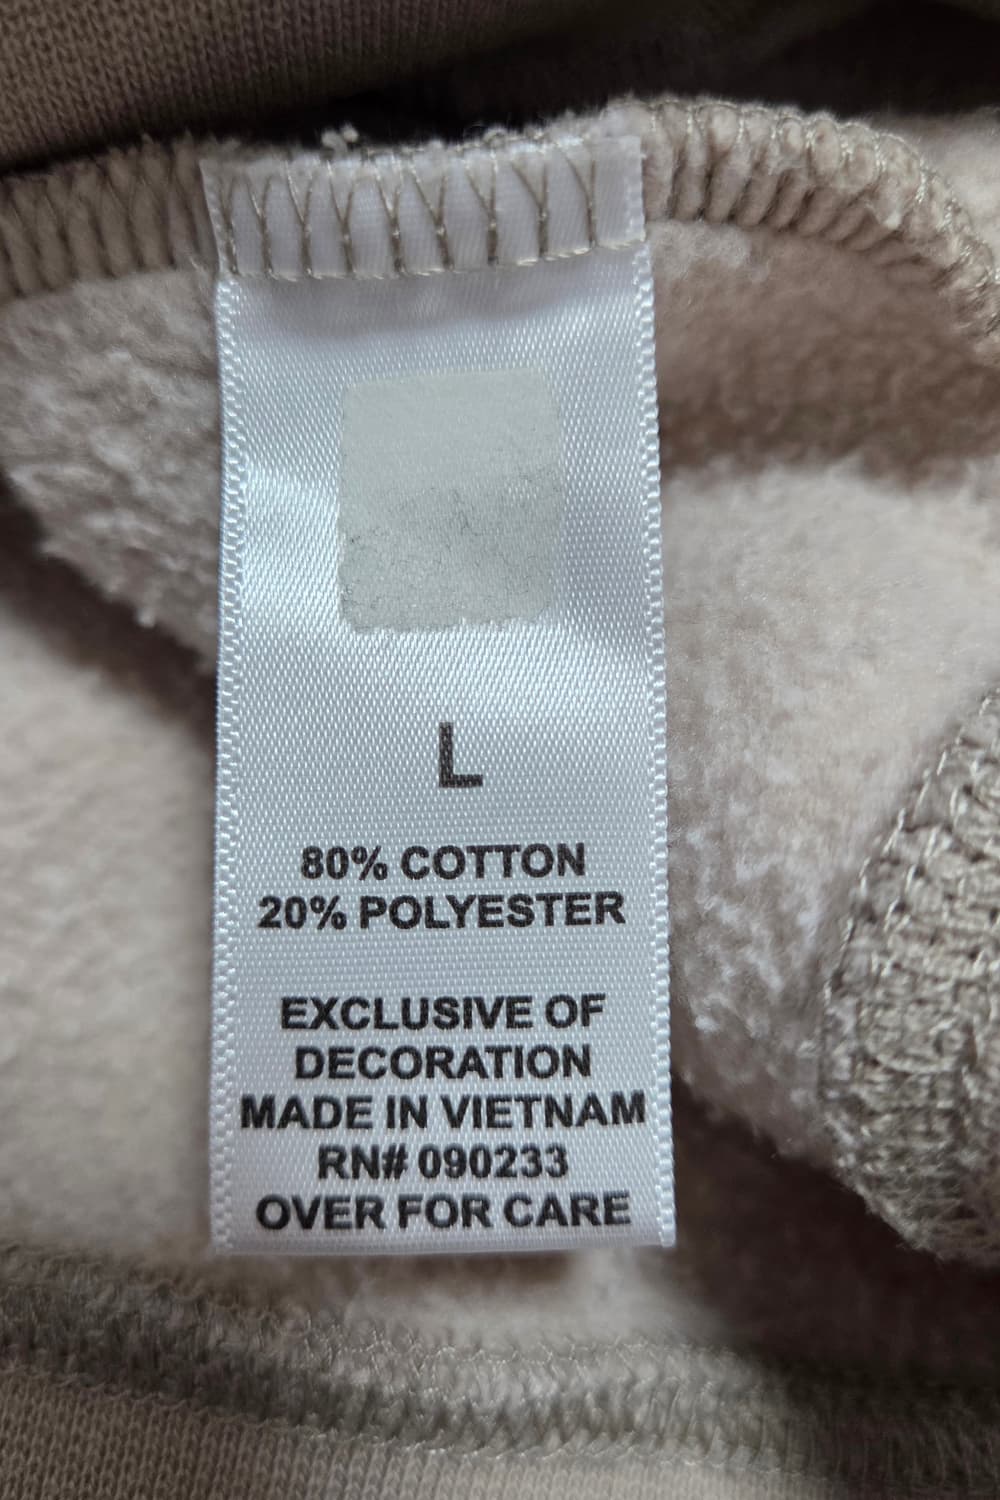 L
80% COTTON
20% POLYESTER
EXCLUSIVE OF
DECORATION
MADE IN VIETNAM
RN# 090233
OVER FOR CARE